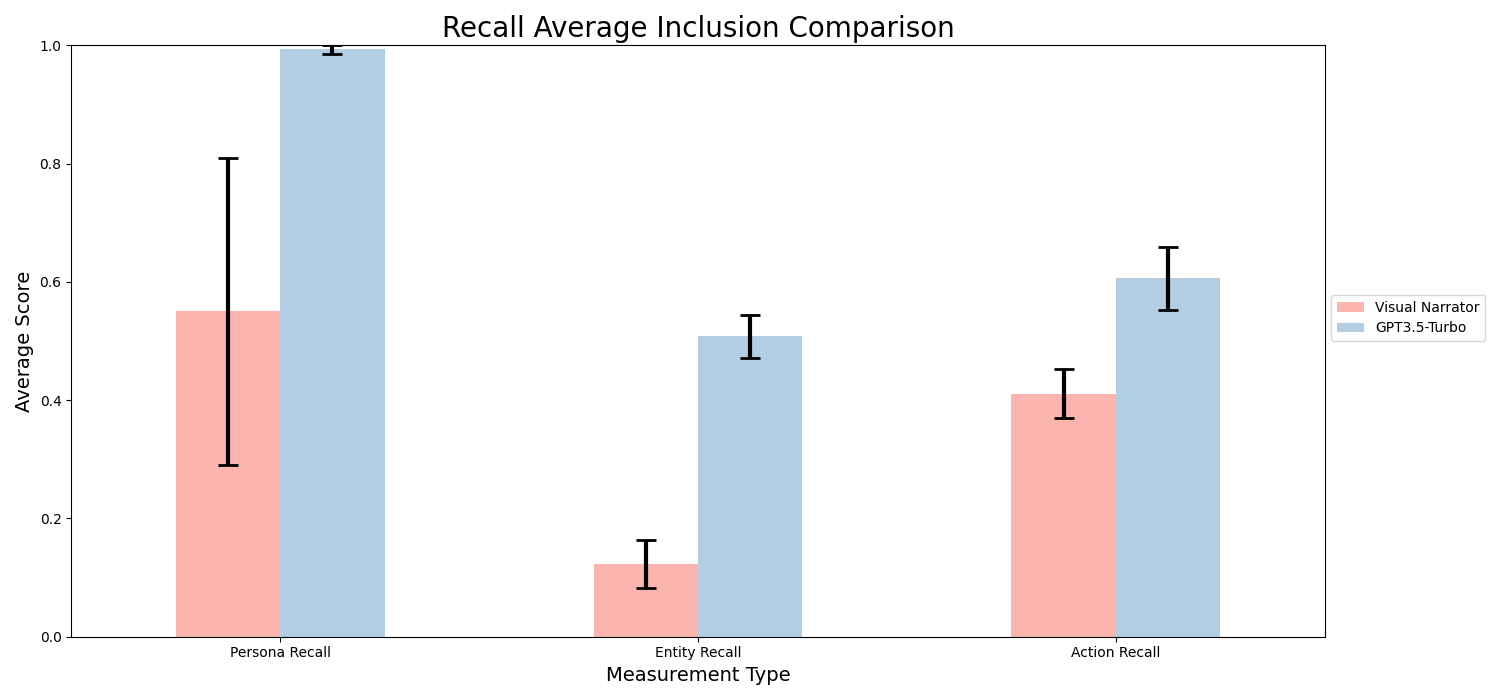 Recall Average Inclusion Comparison
1.0
0.8
0.6
0.4
0.2
0.0
Average Score
Persona Recall
Entity Recall
Action Recall
Measurement Type
Visual Narrator
GPT3.5-Turbo